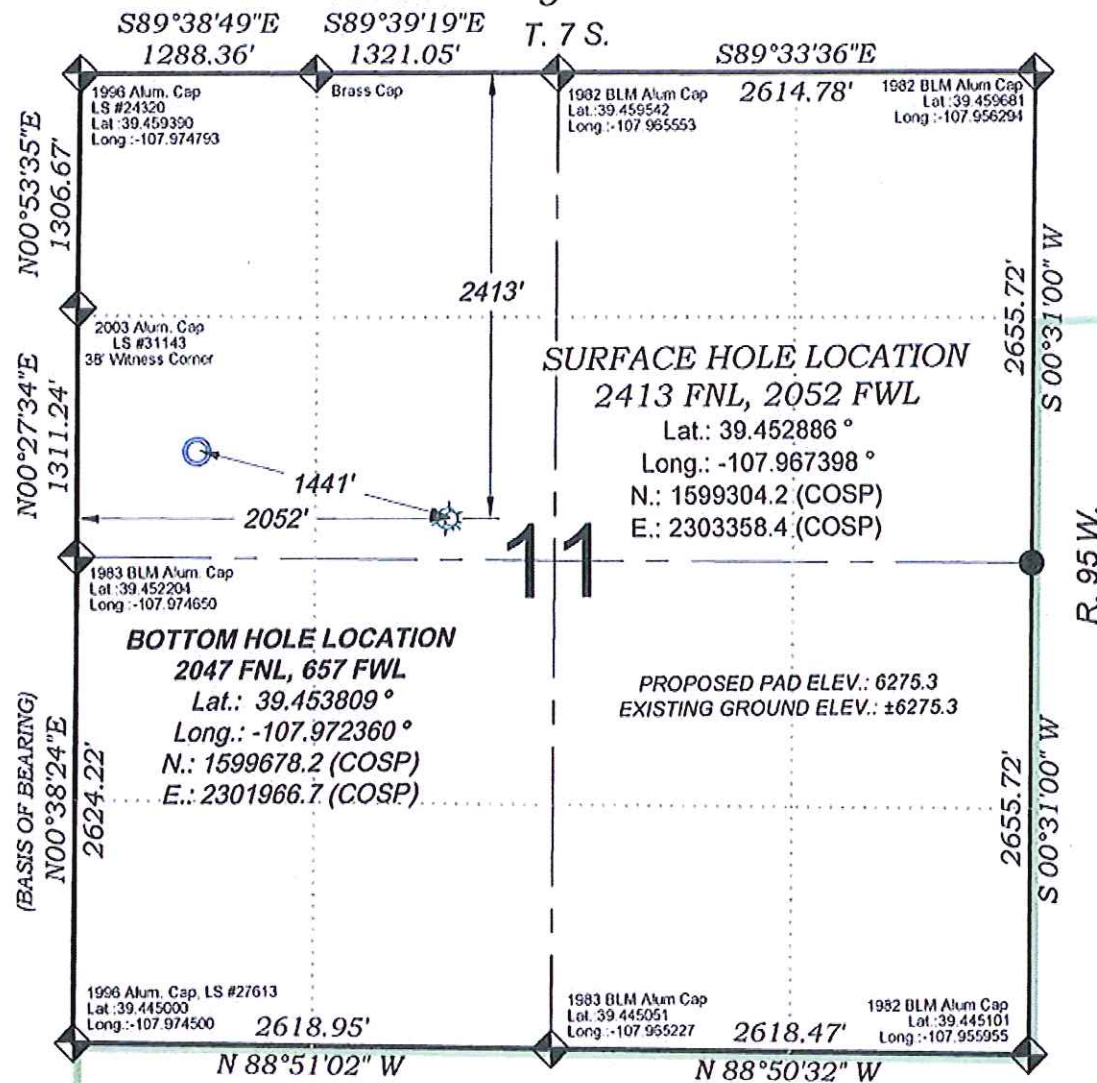 S89°38'49"E
1288.36'
S89°39'19"E
1321.05'
T. 7 S.
S89°33'36"E
2614.78'
1996 Alum. Cap
LS #24320
Lat :39.459390
Long :-107.974793
Brass Cap
1982 BLM Alum Cap
Lat.:39.459542
Long.:-107.965553
1982 BLM Alum Cap
Lat :39.459681
Long :-107.956294
N00°53'35"E
1306.67'
2413'
2655.72'
S 00°31'00" W
2003 Alum. Cap
LS #31143
38' Witness Corner
SURFACE HOLE LOCATION
2413 FNL, 2052 FWL
Lat.: 39.452886 °
Long.: -107.967398 °
N.: 1599304.2 (COSP)
E.: 2303358.4 (COSP)
N00°27'34"E
1311.24'
1441'
2052'
11
R. 95 W.
1983 BLM Alum. Cap
Lat :39.452204
Long :-107.974650
BOTTOM HOLE LOCATION
2047 FNL, 657 FWL
Lat.: 39.453809 °
Long.: -107.972360 °
N.: 1599678.2 (COSP)
E.: 2301966.7 (COSP)
PROPOSED PAD ELEV.: 6275.3
EXISTING GROUND ELEV.: ±6275.3
(BASIS OF BEARING)
N00°38'24"E
2624.22'
2655.72'
S 00°31'00" W
1996 Alum. Cap, LS #27613
Lat :39.445000
Long.:-107.974500
2618.95'
N 88°51'02" W
1983 BLM Alum Cap
Lat.:39.445051
Long.:-107.965227
2618.47'
N 88°50'32" W
1982 BLM Alum Cap
Lat.:39.445101
Long.:-107.955955